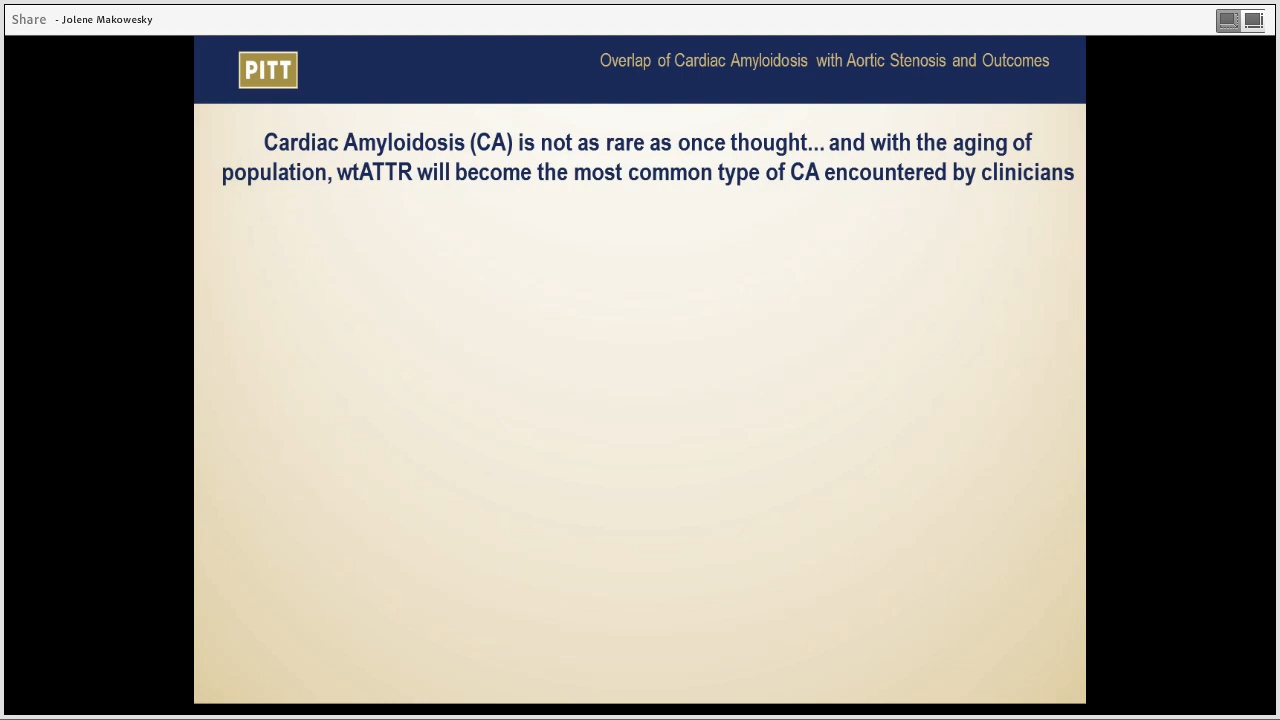 Share - Jolene Makowesky
PITT
Overlap of Cardiac Amyloidosis with Aortic Stenosis and Outcomes
Cardiac Amyloidosis (CA) is not as rare as once thought... and with the aging of
population, wtATTR will become the most common type of CA encountered by clinicians